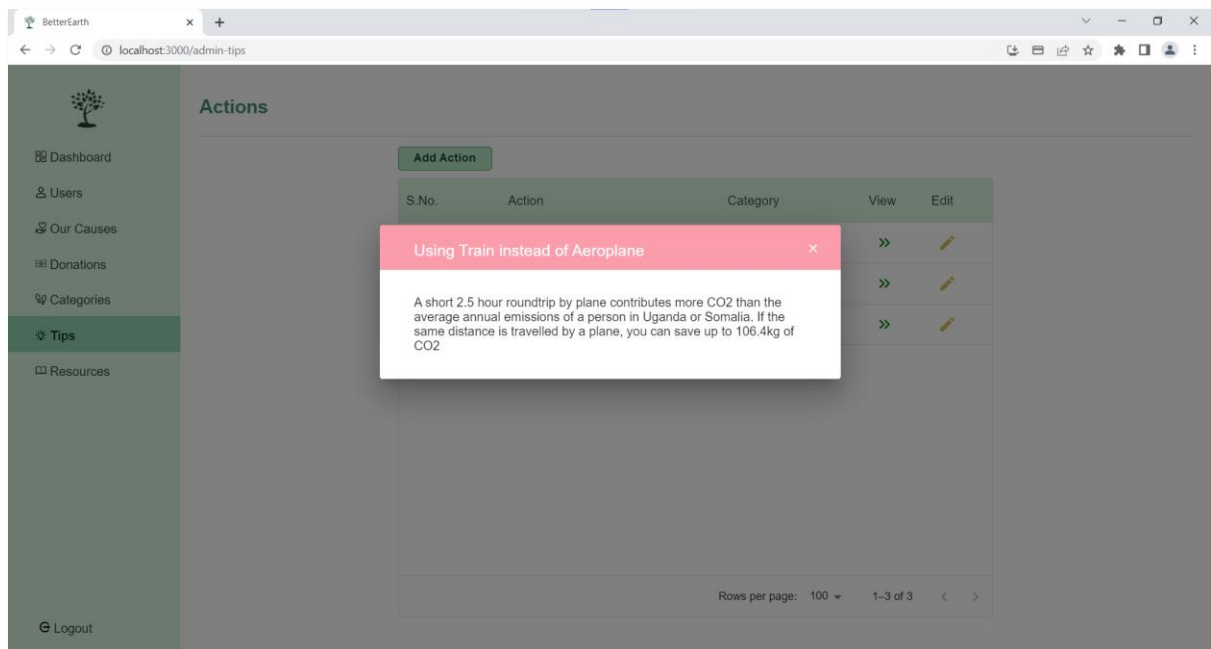 BetterEarth
localhost:3000/admin-tips
Actions
Dashboard
Users
Our Causes
Donations
Categories
Tips
Resources
Logout
Add Action
S.No. Action Category View Edit
Using Train instead of Aeroplane
A short 2.5 hour roundtrip by plane contributes more CO2 than the
average annual emissions of a person in Uganda or Somalia. If the
same distance is travelled by a plane, you can save up to 106.4kg of
CO2
Rows per page: 100 1–3 of 3